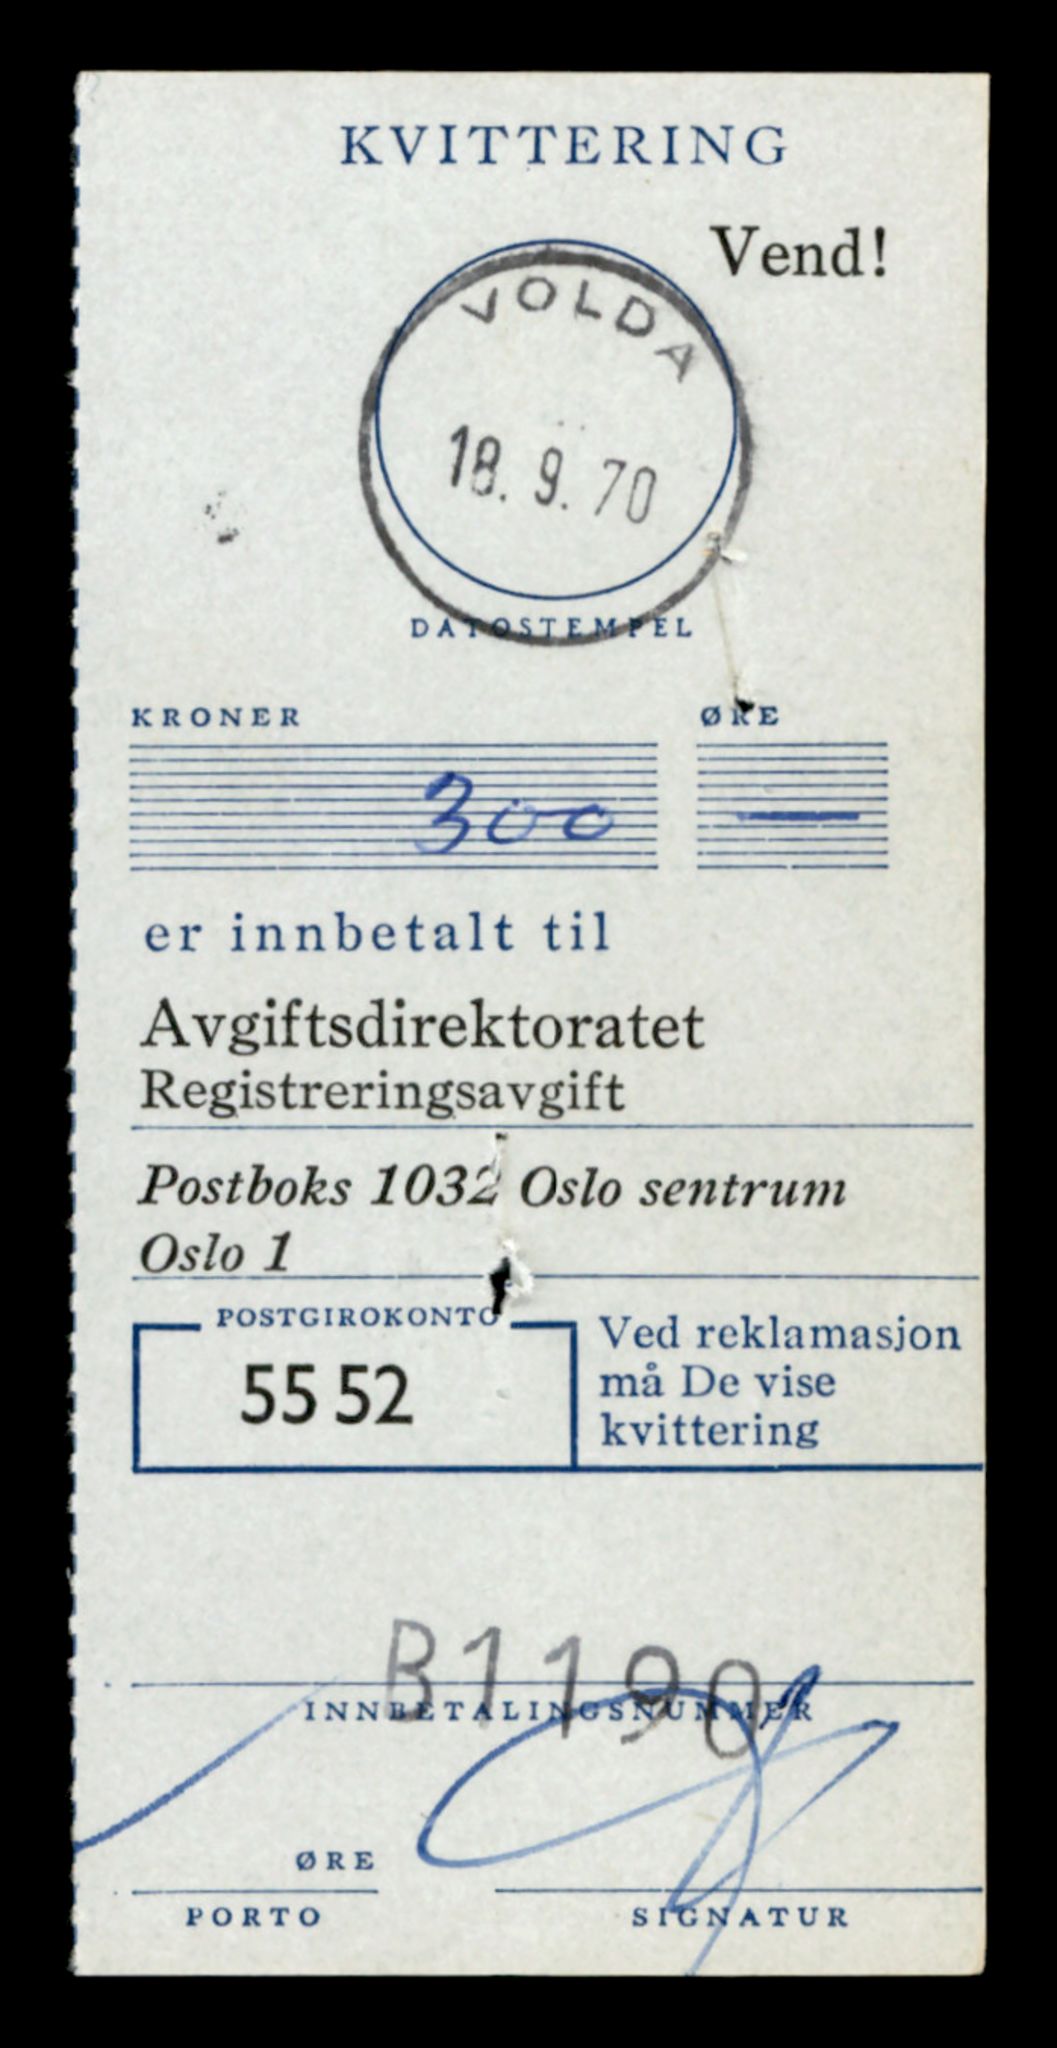 KVITTERING
Vend!
VOLDA
18. 9. 70
DATOSTEMPEL
KRONER ØRE
300 —
er innbetalt til
Avgiftsdirektoratet
Registreringsavgift
Postboks 1032 Oslo sentrum
Oslo 1
POSTGIROKONTO
55 52
Ved reklamasjon
må De vise
kvittering
B1190
INNBETALINGSNUMMER
ØRE
PORTO SIGNATUR